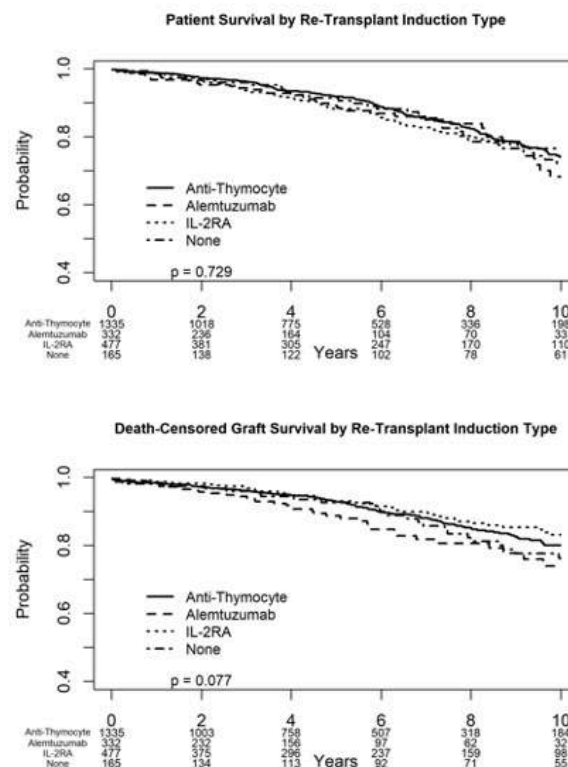 Patient Survival by Re-Transplant Induction Type
Probability
1.0
0.8
0.6
0.4
Anti-Thymocyte
Alemtuzumab
IL-2RA
None
p = 0.729
0 2 4 6 8 10
Anti-Thymocyte 1335 1018 775 528 336 198
Alemtuzumab 332 236 164 104 70 33
IL-2RA 477 381 305 247 170 110
None 165 138 122 102 78 61
Years
Death-Censored Graft Survival by Re-Transplant Induction Type
Probability
1.0
0.8
0.6
0.4
Anti-Thymocyte
Alemtuzumab
IL-2RA
None
p = 0.077
0 2 4 6 8 10
Anti-Thymocyte 1335 1003 758 507 318 184
Alemtuzumab 332 232 156 97 62 32
IL-2RA 477 375 296 237 159 98
None 165 134 113 92 71 55
Years